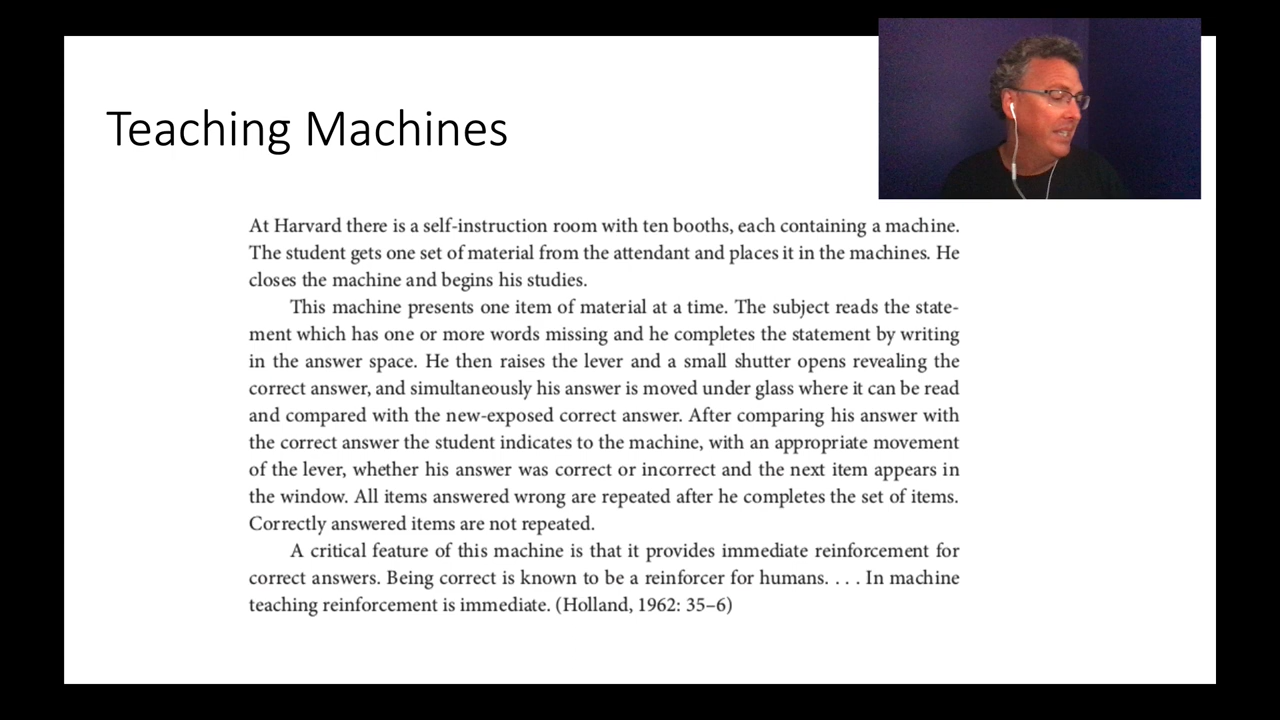 Teaching Machines
At Harvard there is a self-instruction room with ten booths, each containing a machine.
The student gets one set of material from the attendant and places it in the machines. He
closes the machine and begins his studies.
This machine presents one item of material at a time. The subject reads the state-
ment which has one or more words missing and he completes the statement by writing
in the answer space. He then raises the lever and a small shutter opens revealing the
correct answer, and simultaneously his answer is moved under glass where it can be read
and compared with the new-exposed correct answer. After comparing his answer with
the correct answer the student indicates to the machine, with an appropriate movement
of the lever, whether his answer was correct or incorrect and the next item appears in
the window. All items answered wrong are repeated after he completes the set of items.
Correctly answered items are not repeated.
A critical feature of this machine is that it provides immediate reinforcement for
correct answers. Being correct is known to be a reinforcer for humans. . . . In machine
teaching reinforcement is immediate. (Holland, 1962: 35–6)